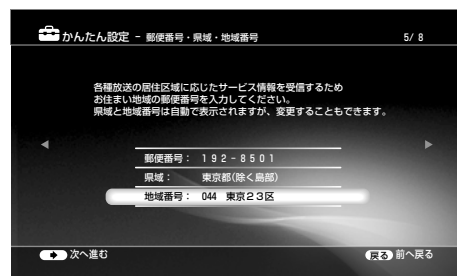 かんたん設定 - 郵便番号・県域・地域番号
5/ 8
各種放送の居住区域に応じたサービス情報を受信するため
お住まい地域の郵便番号を入力してください。
県域と地域番号は自動で表示されますが、変更することもできます。
郵便番号： 192-8501
県域： 東京都(除く島部)
地域番号： 044 東京23区
次へ進む
戻る 前へ戻る